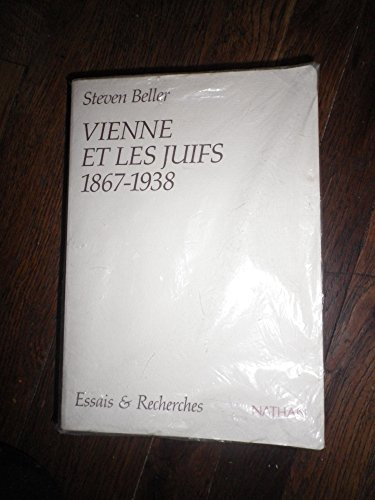 Steven Beller
VIENNE
ET LES JUIFS
1867-1938
Essais & Recherches
NATHAN